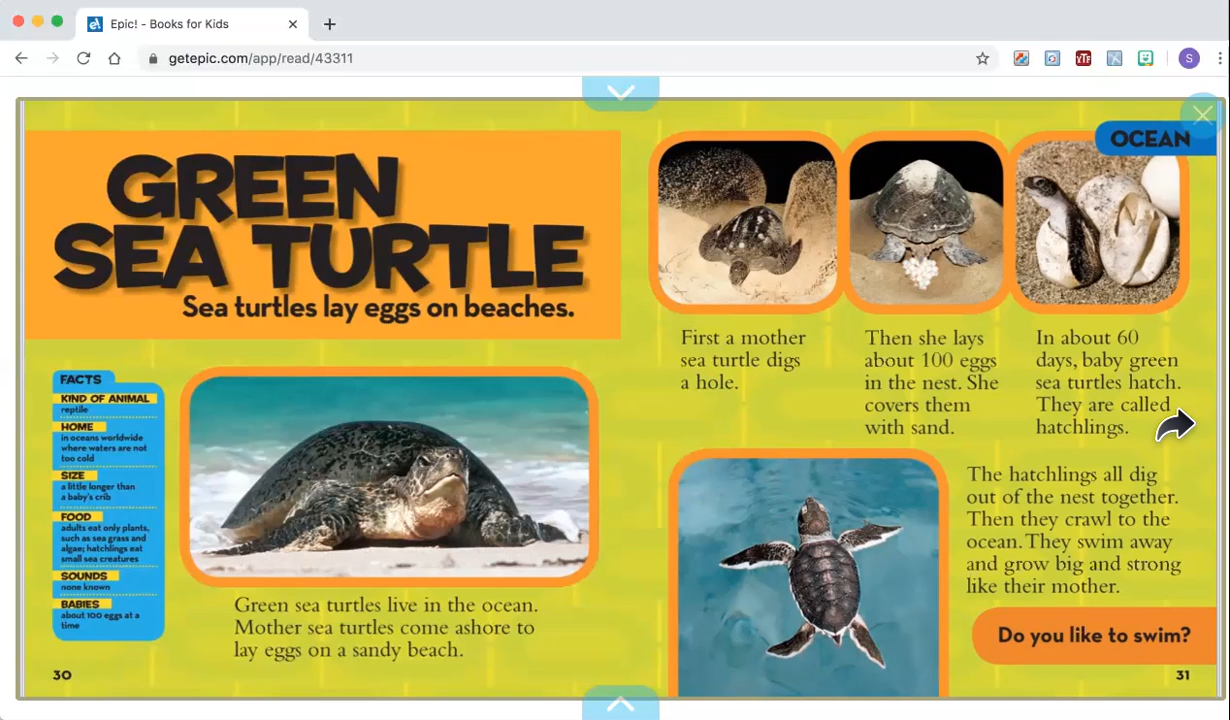 Epic! - Books for Kids
getepic.com/app/read/43311
S
YTF
GREEN
SEA TURTLE
Sea turtles lay eggs on beaches.
FACTS
KIND OF ANIMAL
reptile
HOME
in oceans worldwide
where waters are not
too cold
SIZE
a little longer than
a baby's crib
FOOD
adults eat only plants,
such as sea grass and
algae; hatchlings eat
small sea creatures
SOUNDS
none known
BABIES
about 100 eggs at a
time
Green sea turtles live in the ocean.
Mother sea turtles come ashore to
lay eggs on a sandy beach.
30
OCEAN
First a mother
sea turtle digs
a hole.
Then she lays
about 100 eggs
in the nest. She
covers them
with sand.
In about 60
days, baby green
sea turtles hatch.
They are called
hatchlings.
The hatchlings all dig
out of the nest together.
Then they crawl to the
ocean. They swim away
and grow big and strong
like their mother.
Do you like to swim?
31